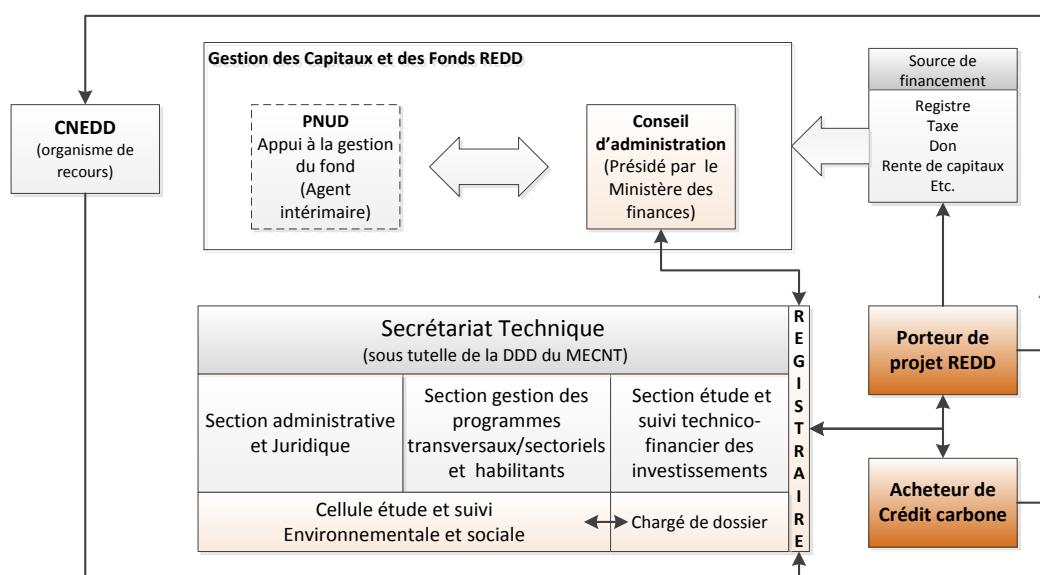 Gestion des Capitaux et des Fonds REDD
CNEDD
(organisme de
recours)
PNUD
Appui à la gestion
du fond
(Agent
intérimaire)
Conseil
d'administration
(Présidé par le
Ministère des
finances)
Source de
financement
Registre
Taxe
Don
Rente de capitaux
Etc.
Secrétariat Technique
(sous tutelle de la DDD du MECNT)
Section administrative
et Juridique
Section gestion des
programmes
transversaux/sectoriels
et habilitants
Section étude et
suivi technico-
financier des
investissements
Cellule étude et suivi
Environnementale et sociale
Chargé de dossier
REGISTRAIRE
Porteur de
projet REDD
Acheteur de
Crédit carbone